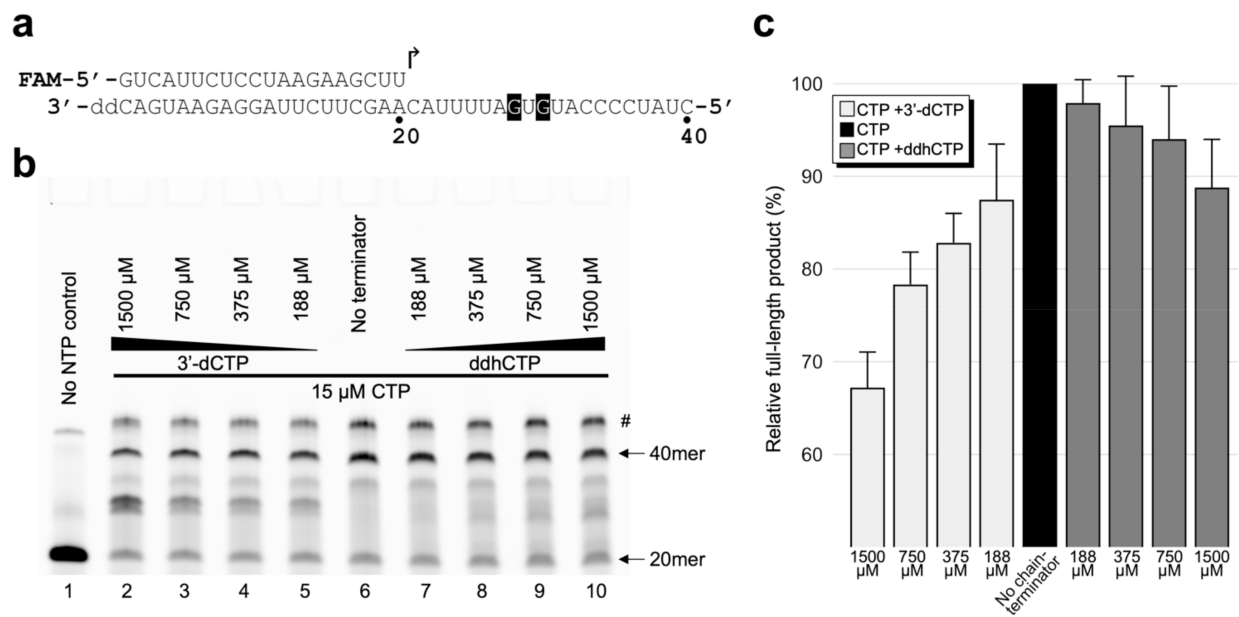 a
FAM-5’-GUCAUUCUCCUAAGAAGCUU
3’-ddCAGUAAGAGGAUUCUUCGAACAUUUUAGUGUACCCCUAUC-5’
20
40
b
No NTP control
1500 µM
750 µM
375 µM
188 µM
No terminator
188 µM
375 µM
750 µM
1500 µM
3’-dCTP
ddhCTP
15 µM CTP
#
40mer
20mer
1 2 3 4 5 6 7 8 9 10
c
Relative full-length product (%)
100
90
80
70
60
CTP +3’-dCTP
CTP
CTP +ddhCTP
1500 µM
750 µM
375 µM
188 µM
No chain-terminator
188 µM
375 µM
750 µM
1500 µM